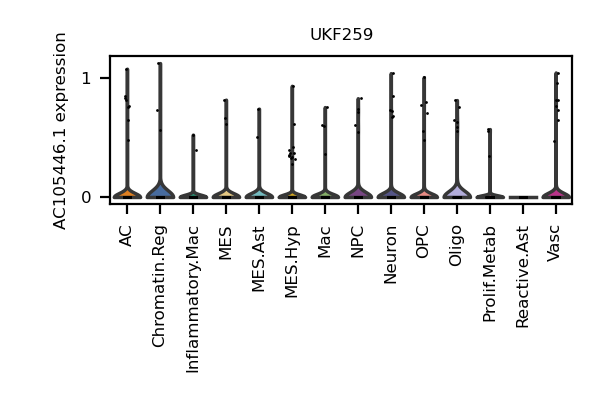 UKF259
AC105446.1 expression
1
0
AC
Chromatin.Reg
Inflammatory.Mac
MES
MES.Ast
MES.Hyp
Mac
NPC
Neuron
OPC
Oligo
Prolif.Metab
Reactive.Ast
Vasc